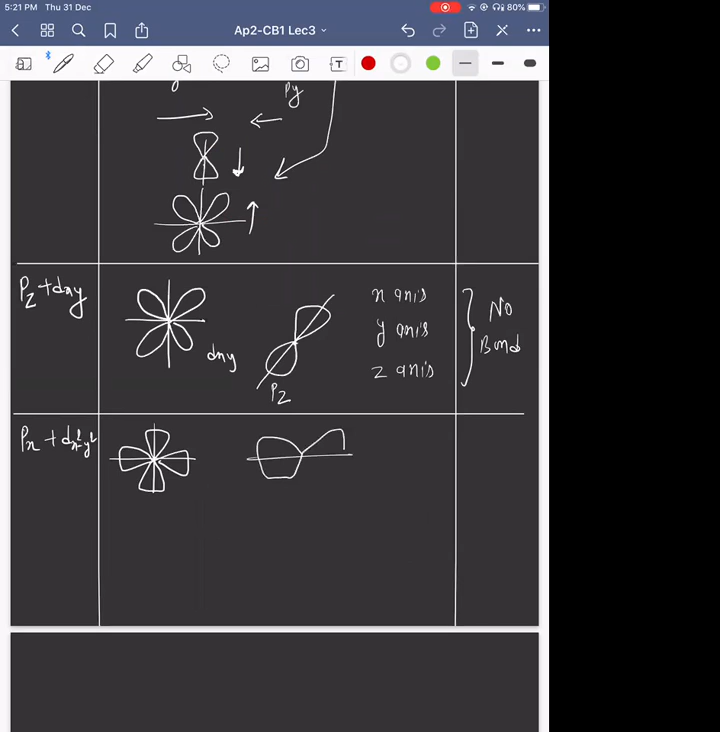 5:21 PM Thu 31 Dec
80%
Ap2-CB1 Lec3
T
Py
Pz + dxy
dxy
Pz
x axis
y axis
z axis
No
Bond
Px + dx²-y²